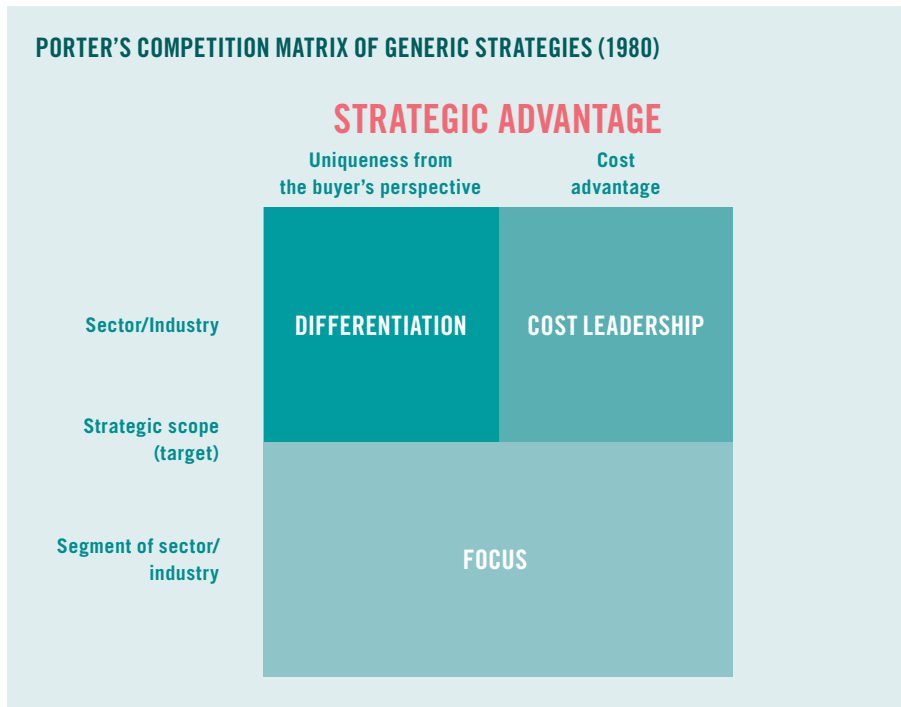 PORTER'S COMPETITION MATRIX OF GENERIC STRATEGIES (1980)
STRATEGIC ADVANTAGE
Uniqueness from
the buyer's perspective
Cost
advantage
Sector/Industry
DIFFERENTIATION
COST LEADERSHIP
Strategic scope
(target)
Segment of sector/
industry
FOCUS